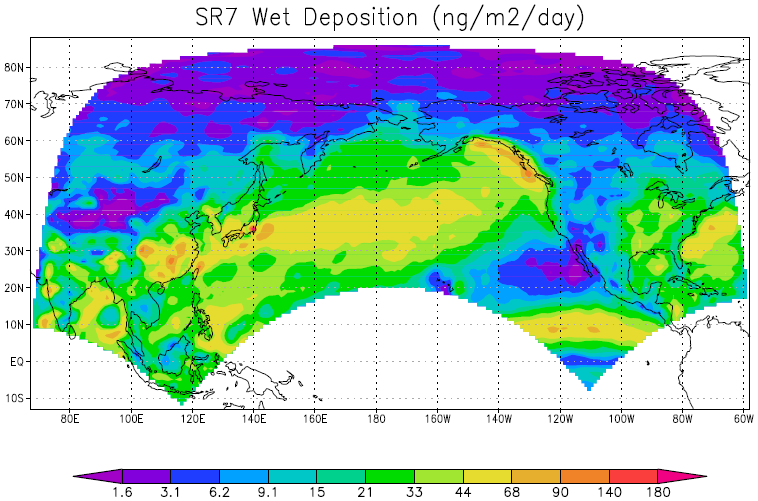 SR7 Wet Deposition (ng/m2/day)
80N
70N
60N
50N
40N
30N
20N
10N
EQ
10S
80E 100E 120E 140E 160E 180 160W 140W 120W 100W 80W 60W
1.6 3.1 6.2 9.1 15 21 33 44 68 90 140 180